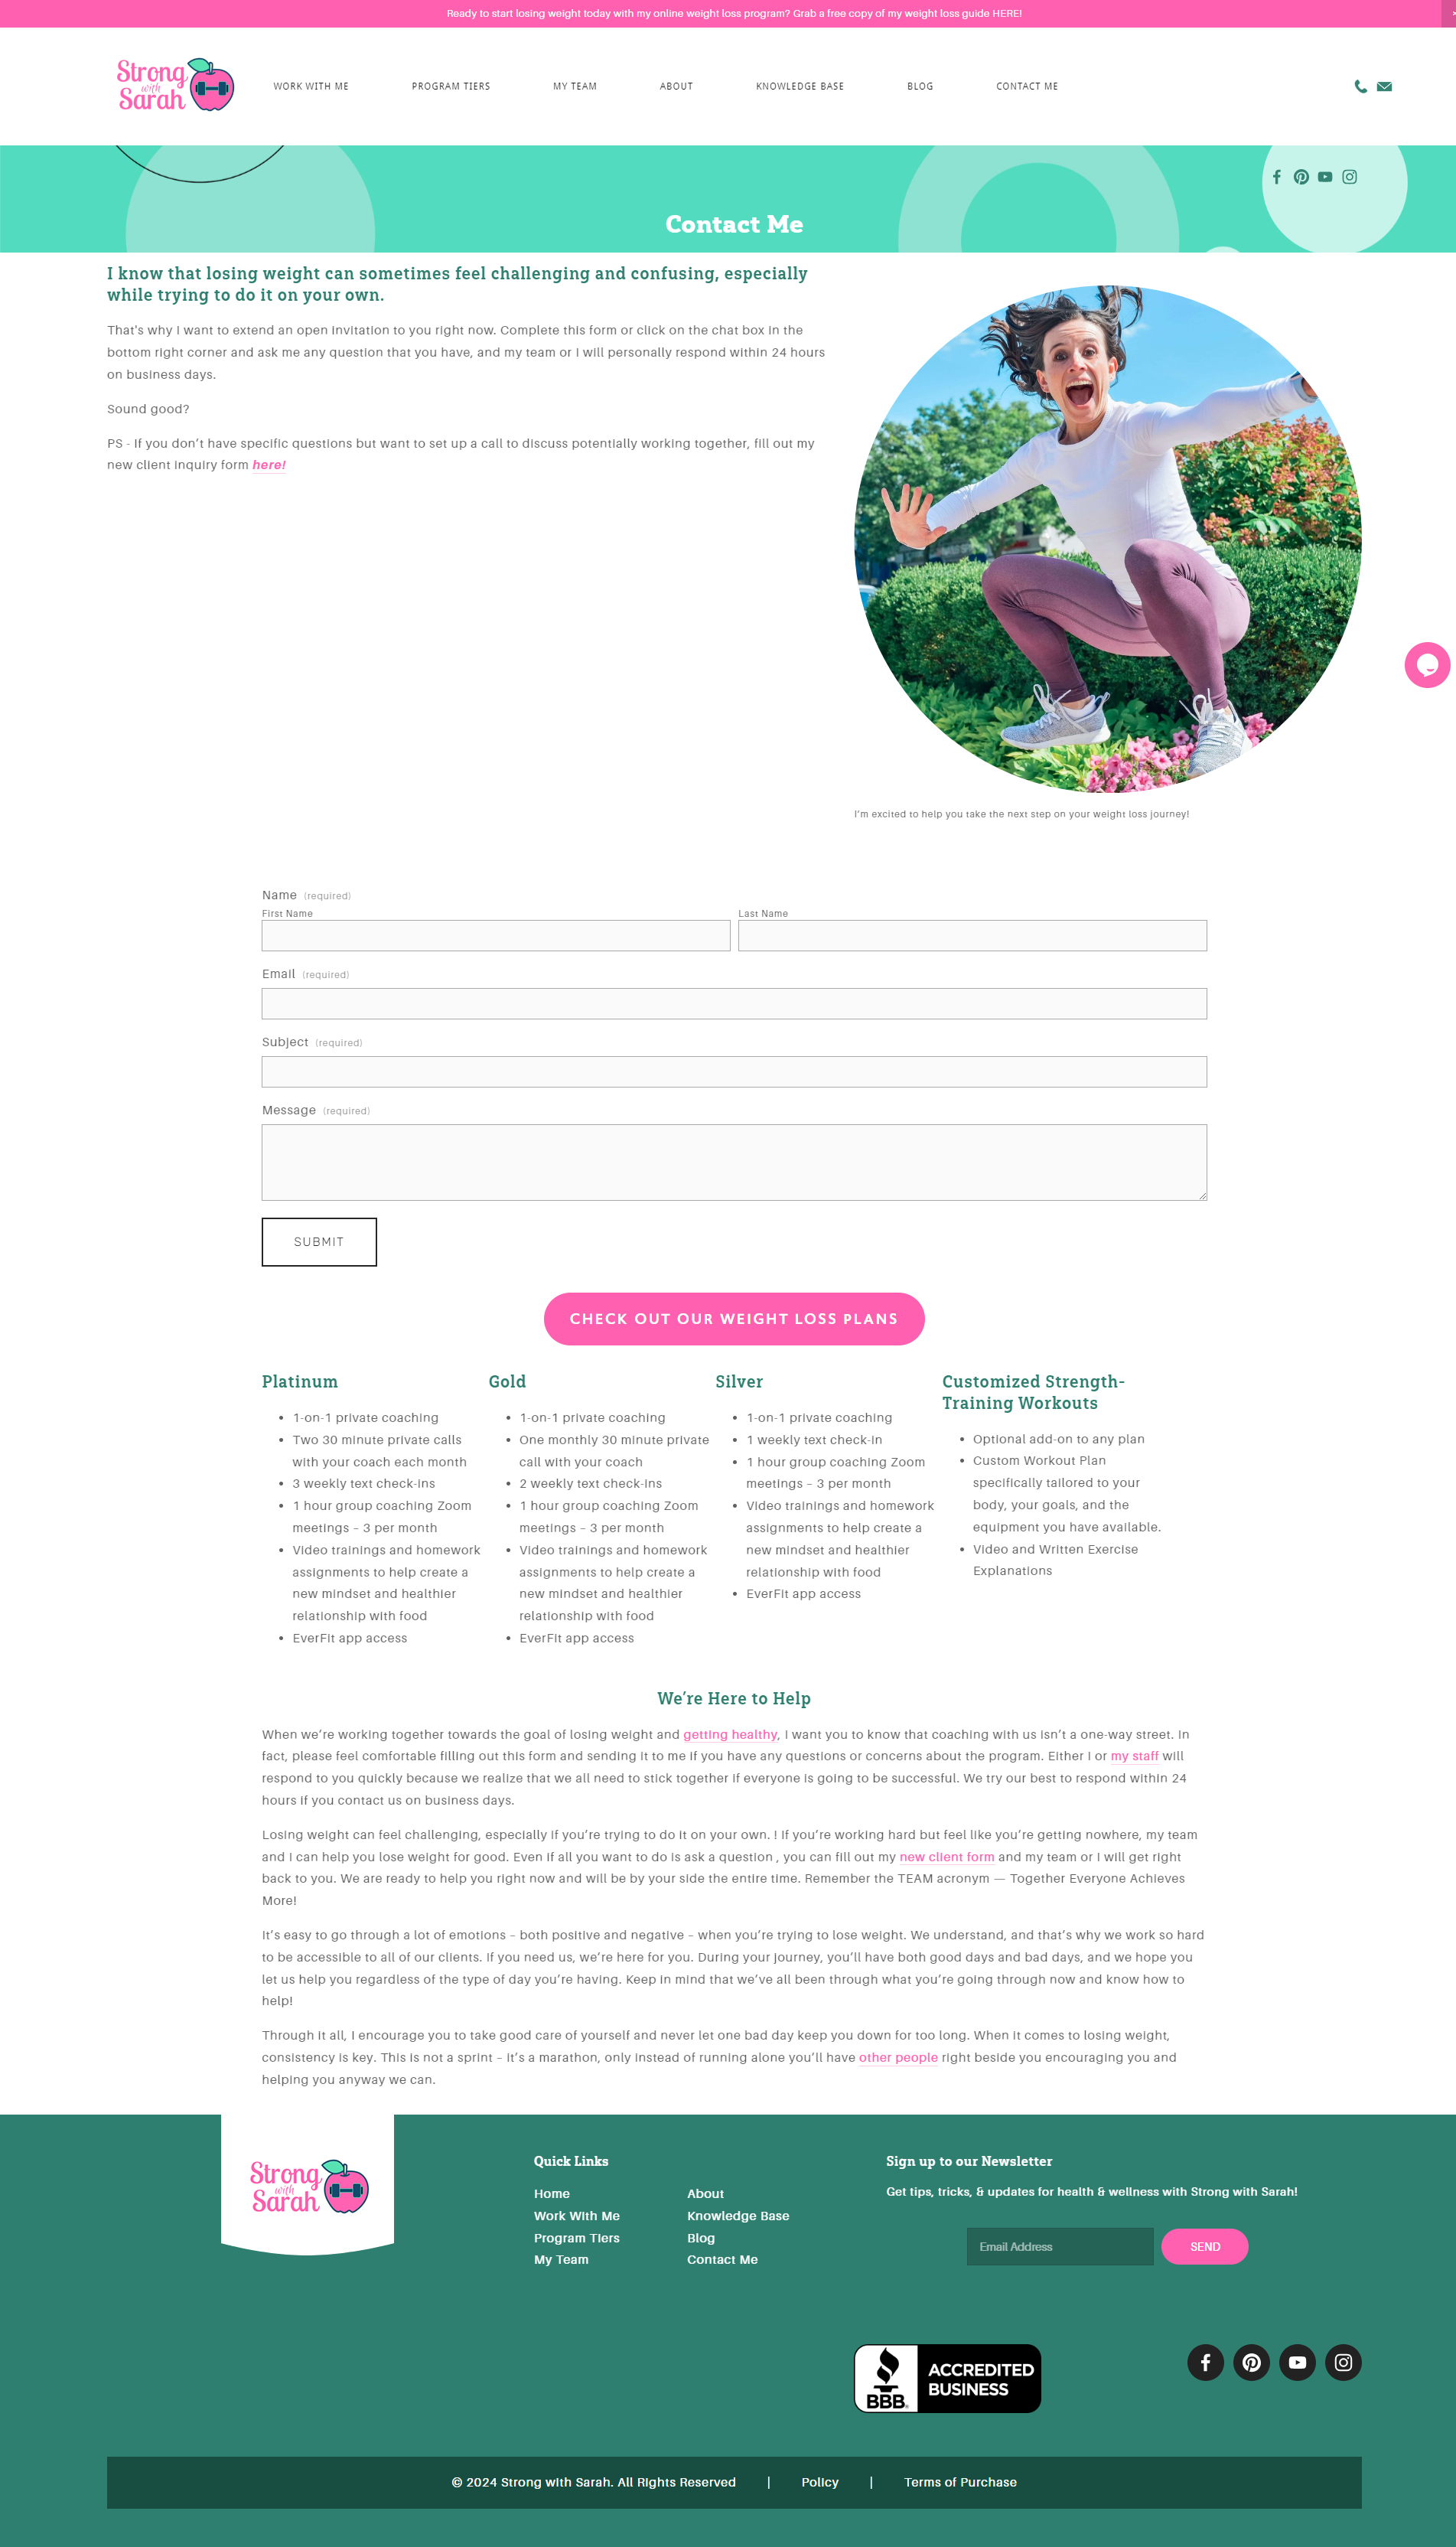 Ready to start losing weight today with my online weight loss program? Grab a free copy of my weight loss guide HERE!
Strong
with
Sarah
WORK WITH ME
PROGRAM TIERS
MY TEAM
ABOUT
KNOWLEDGE BASE
BLOG
CONTACT ME
Contact Me
I know that losing weight can sometimes feel challenging and confusing, especially
while trying to do it on your own.
That's why I want to extend an open invitation to you right now. Complete this form or click on the chat box in the
bottom right corner and ask me any question that you have, and my team or I will personally respond within 24 hours
on business days.
Sound good?
PS - If you don’t have specific questions but want to set up a call to discuss potentially working together, fill out my
new client inquiry form here!
I’m excited to help you take the next step on your weight loss journey!
Name (required)
First Name
Last Name
Email (required)
Subject (required)
Message (required)
SUBMIT
CHECK OUT OUR WEIGHT LOSS PLANS
Platinum
• 1-on-1 private coaching
• Two 30 minute private calls
with your coach each month
• 3 weekly text check-ins
• 1 hour group coaching Zoom
meetings – 3 per month
• Video trainings and homework
assignments to help create a
new mindset and healthier
relationship with food
• EverFit app access
Gold
• 1-on-1 private coaching
• One monthly 30 minute private
call with your coach
• 2 weekly text check-ins
• 1 hour group coaching Zoom
meetings – 3 per month
• Video trainings and homework
assignments to help create a
new mindset and healthier
relationship with food
• EverFit app access
Silver
• 1-on-1 private coaching
• 1 weekly text check-in
• 1 hour group coaching Zoom
meetings – 3 per month
• Video trainings and homework
assignments to help create a
new mindset and healthier
relationship with food
• EverFit app access
Customized Strength-
Training Workouts
• Optional add-on to any plan
• Custom Workout Plan
specifically tailored to your
body, your goals, and the
equipment you have available.
• Video and Written Exercise
Explanations
We’re Here to Help
When we’re working together towards the goal of losing weight and getting healthy, I want you to know that coaching with us isn’t a one-way street. In
fact, please feel comfortable filling out this form and sending it to me if you have any questions or concerns about the program. Either I or my staff will
respond to you quickly because we realize that we all need to stick together if everyone is going to be successful. We try our best to respond within 24
hours if you contact us on business days.
Losing weight can feel challenging, especially if you’re trying to do it on your own. ! If you’re working hard but feel like you’re getting nowhere, my team
and I can help you lose weight for good. Even if all you want to do is ask a question , you can fill out my new client form and my team or I will get right
back to you. We are ready to help you right now and will be by your side the entire time. Remember the TEAM acronym — Together Everyone Achieves
More!
It’s easy to go through a lot of emotions – both positive and negative – when you’re trying to lose weight. We understand, and that’s why we work so hard
to be accessible to all of our clients. If you need us, we’re here for you. During your journey, you’ll have both good days and bad days, and we hope you
let us help you regardless of the type of day you’re having. Keep in mind that we’ve all been through what you’re going through now and know how to
help!
Through it all, I encourage you to take good care of yourself and never let one bad day keep you down for too long. When it comes to losing weight,
consistency is key. This is not a sprint – it’s a marathon, only instead of running alone you’ll have other people right beside you encouraging you and
helping you anyway we can.
Strong
with
Sarah
Quick Links
Home
Work With Me
Program Tiers
My Team
About
Knowledge Base
Blog
Contact Me
Sign up to our Newsletter
Get tips, tricks, & updates for health & wellness with Strong with Sarah!
Email Address
SEND
BBB
ACCREDITED
BUSINESS
© 2024 Strong with Sarah. All Rights Reserved | Policy | Terms of Purchase